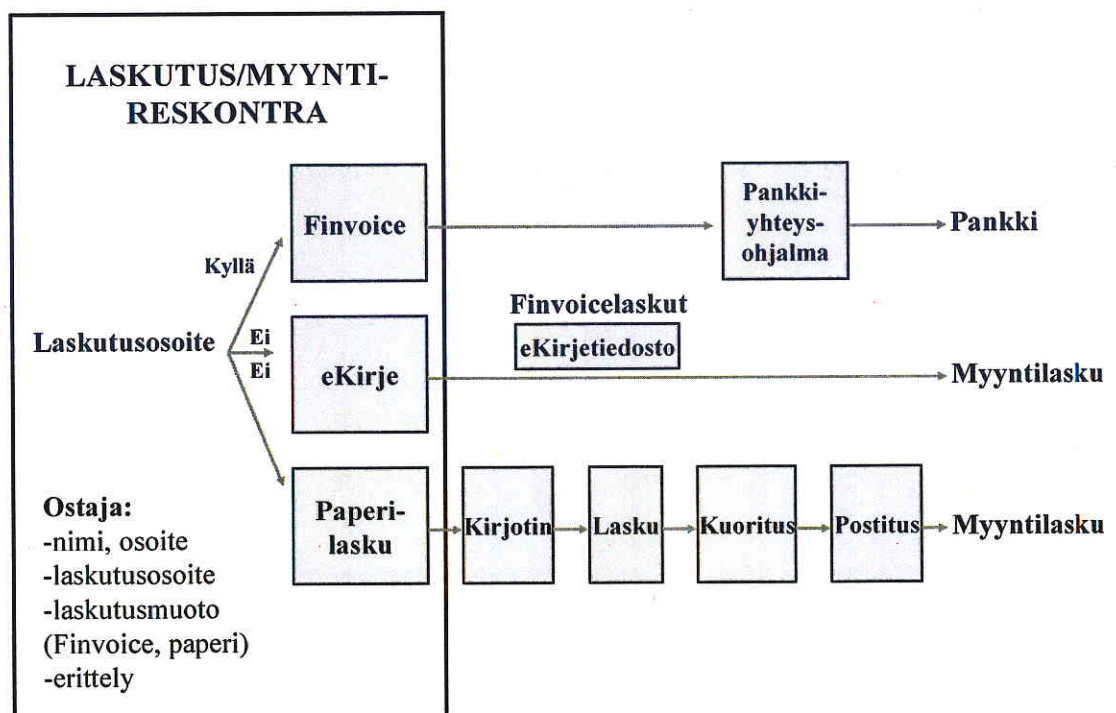 LASKUTUS/MYYNTI-
RESKONTRA
Finvoice
Pankki-
yhteys-
ohjalma
Pankki
Kyllä
Finvoicelaskut
Laskutusosoite
Ei
Ei
eKirje
eKirjetiedosto
Myyntilasku
Ostaja:
-nimi, osoite
-laskutusosoite
-laskutusmuoto
(Finvoice, paperi)
-erittely
Paperi-
lasku
Kirjotin
Lasku
Kuoritus
Postitus
Myyntilasku